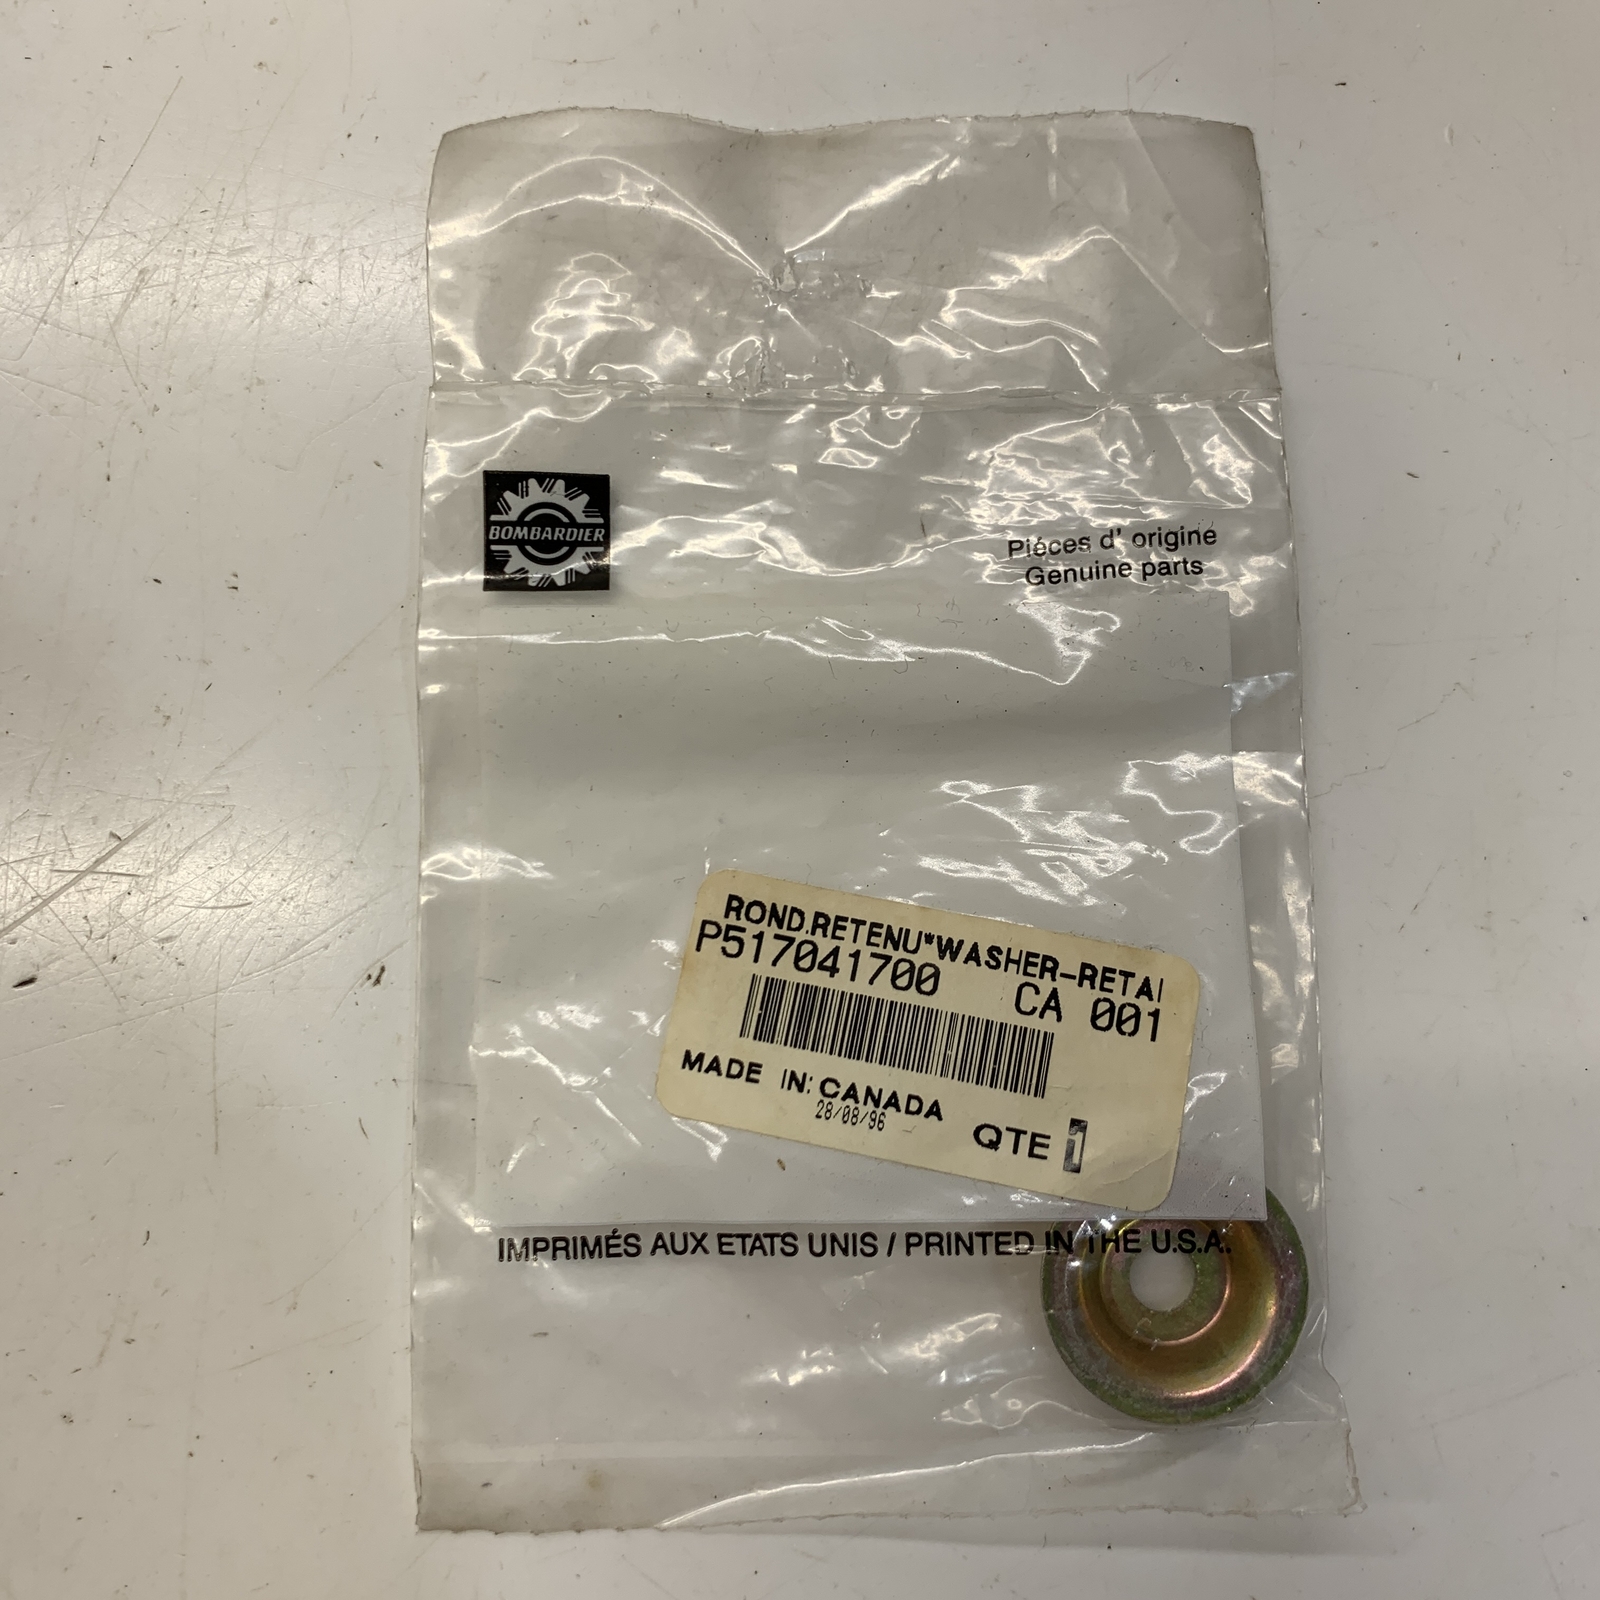 BOMBARDIER
Piéces d' origine
Genuine parts
ROND.RETENU*WASHER-RETAI
P517041700 CA 001
MADE IN: CANADA
28/08/96
QTE 1
IMPRIMÉS AUX ETATS UNIS / PRINTED IN THE U.S.A.